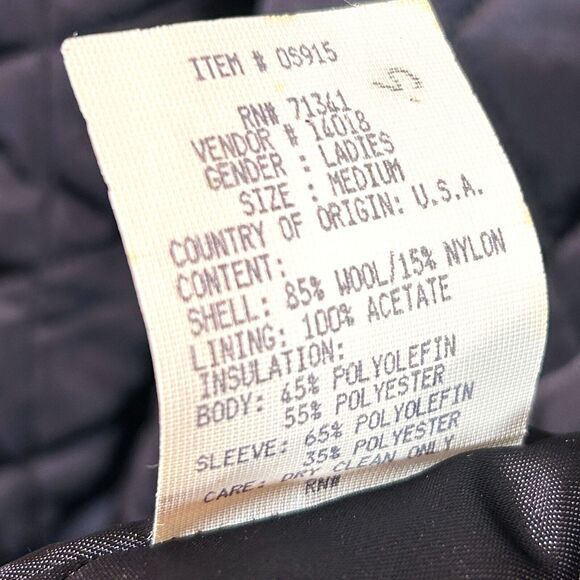 ITEM # OS915
RN# 71341
VENDOR # 14018
GENDER : LADIES
SIZE : MEDIUM
COUNTRY OF ORIGIN: U.S.A.
CONTENT:
SHELL: 85% WOOL/15% NYLON
LINING: 100% ACETATE
INSULATION:
BODY: 45% POLYOLEFIN
55% POLYESTER
SLEEVE: 65% POLYOLEFIN
35% POLYESTER
CARE: DRY CLEAN ONLY
RN#